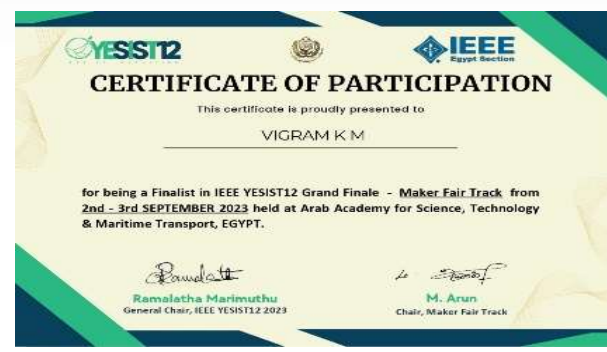 YESIST12
IEEE
Egypt Section
CERTIFICATE OF PARTICIPATION
This certificate is proudly presented to
VIGRAM K M
for being a Finalist in IEEE YESIST12 Grand Finale - Maker Fair Track from
2nd - 3rd SEPTEMBER 2023 held at Arab Academy for Science, Technology
& Maritime Transport, EGYPT.
Ramalatha Marimuthu
General Chair, IEEE YESIST12 2023
M. Arun
Chair, Maker Fair Track